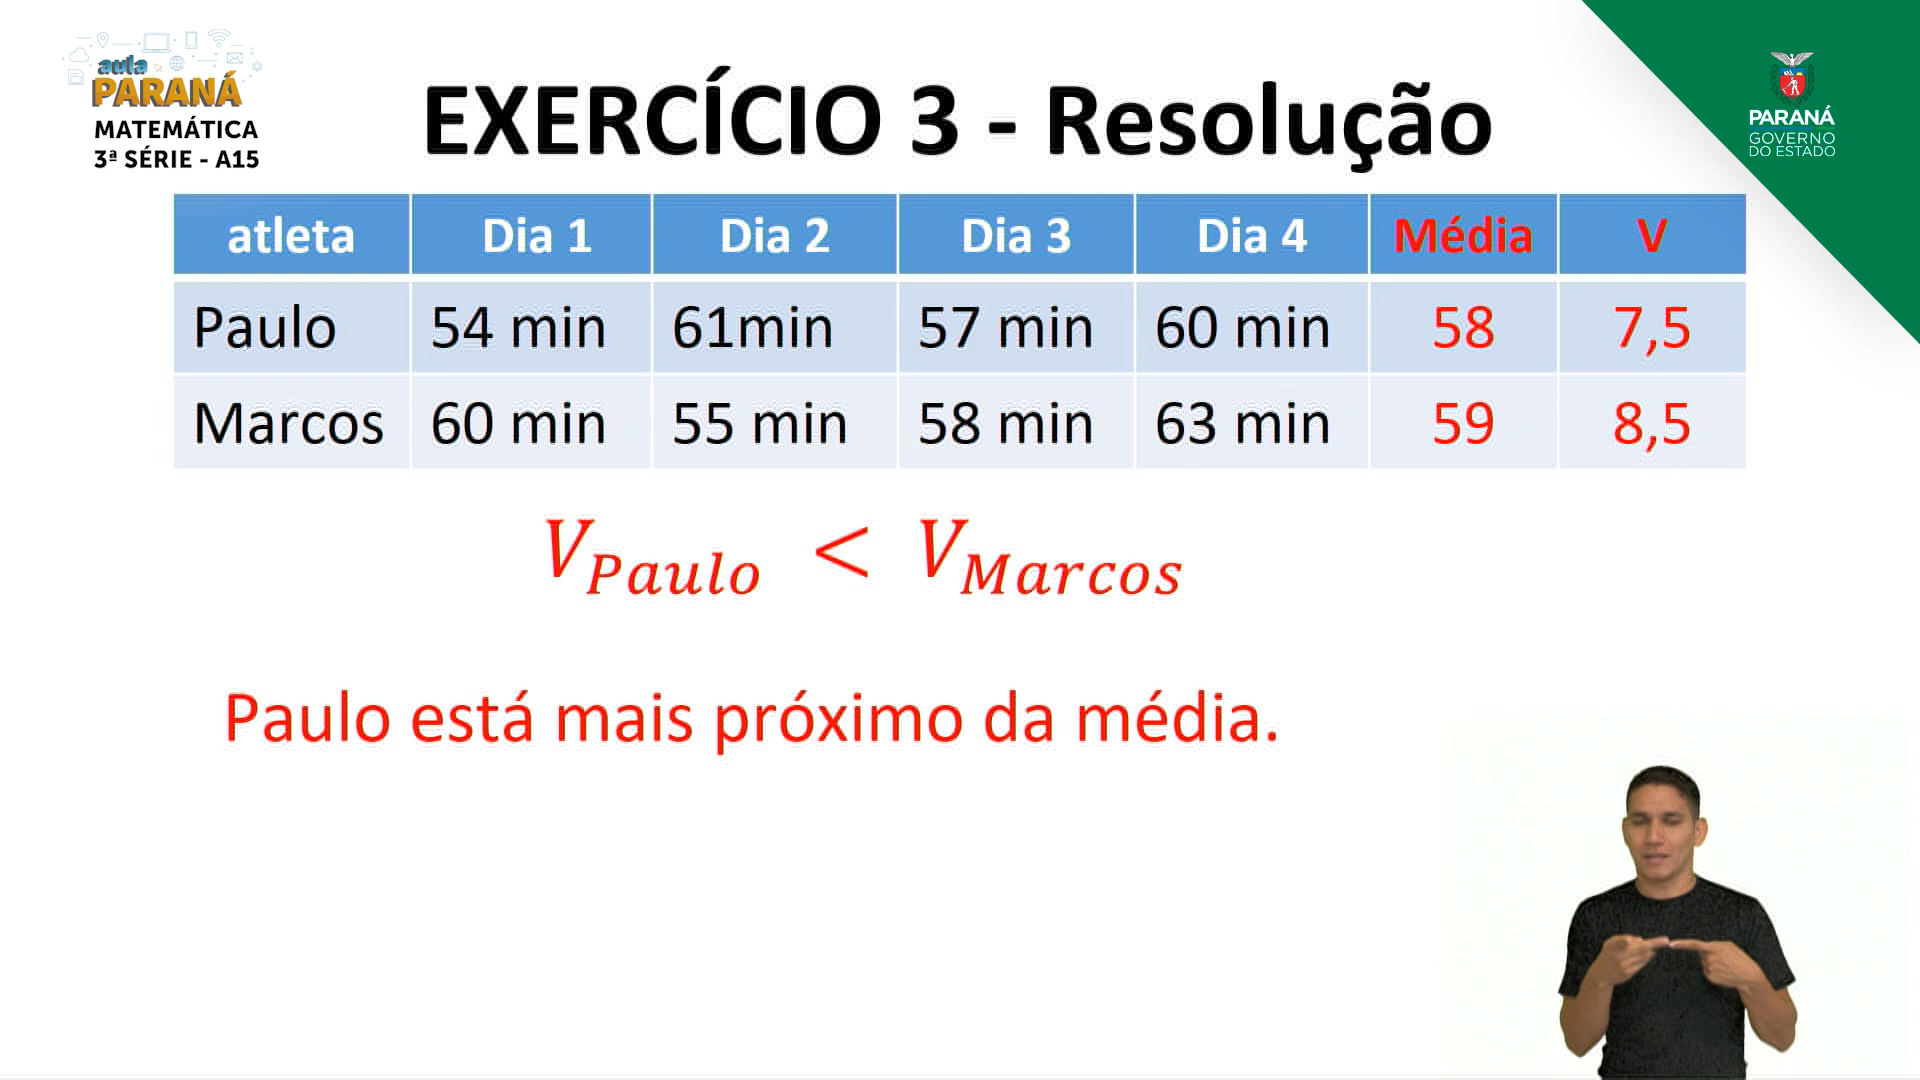 aula
PARANÁ
MATEMÁTICA
3ª SÉRIE - A15
EXERCÍCIO 3 - Resolução
PARANÁ
GOVERNO
DO ESTADO
atleta Dia 1 Dia 2 Dia 3 Dia 4 Média V
Paulo 54 min 61min 57 min 60 min 58 7,5
Marcos 60 min 55 min 58 min 63 min 59 8,5
V_Paulo < V_Marcos
Paulo está mais próximo da média.